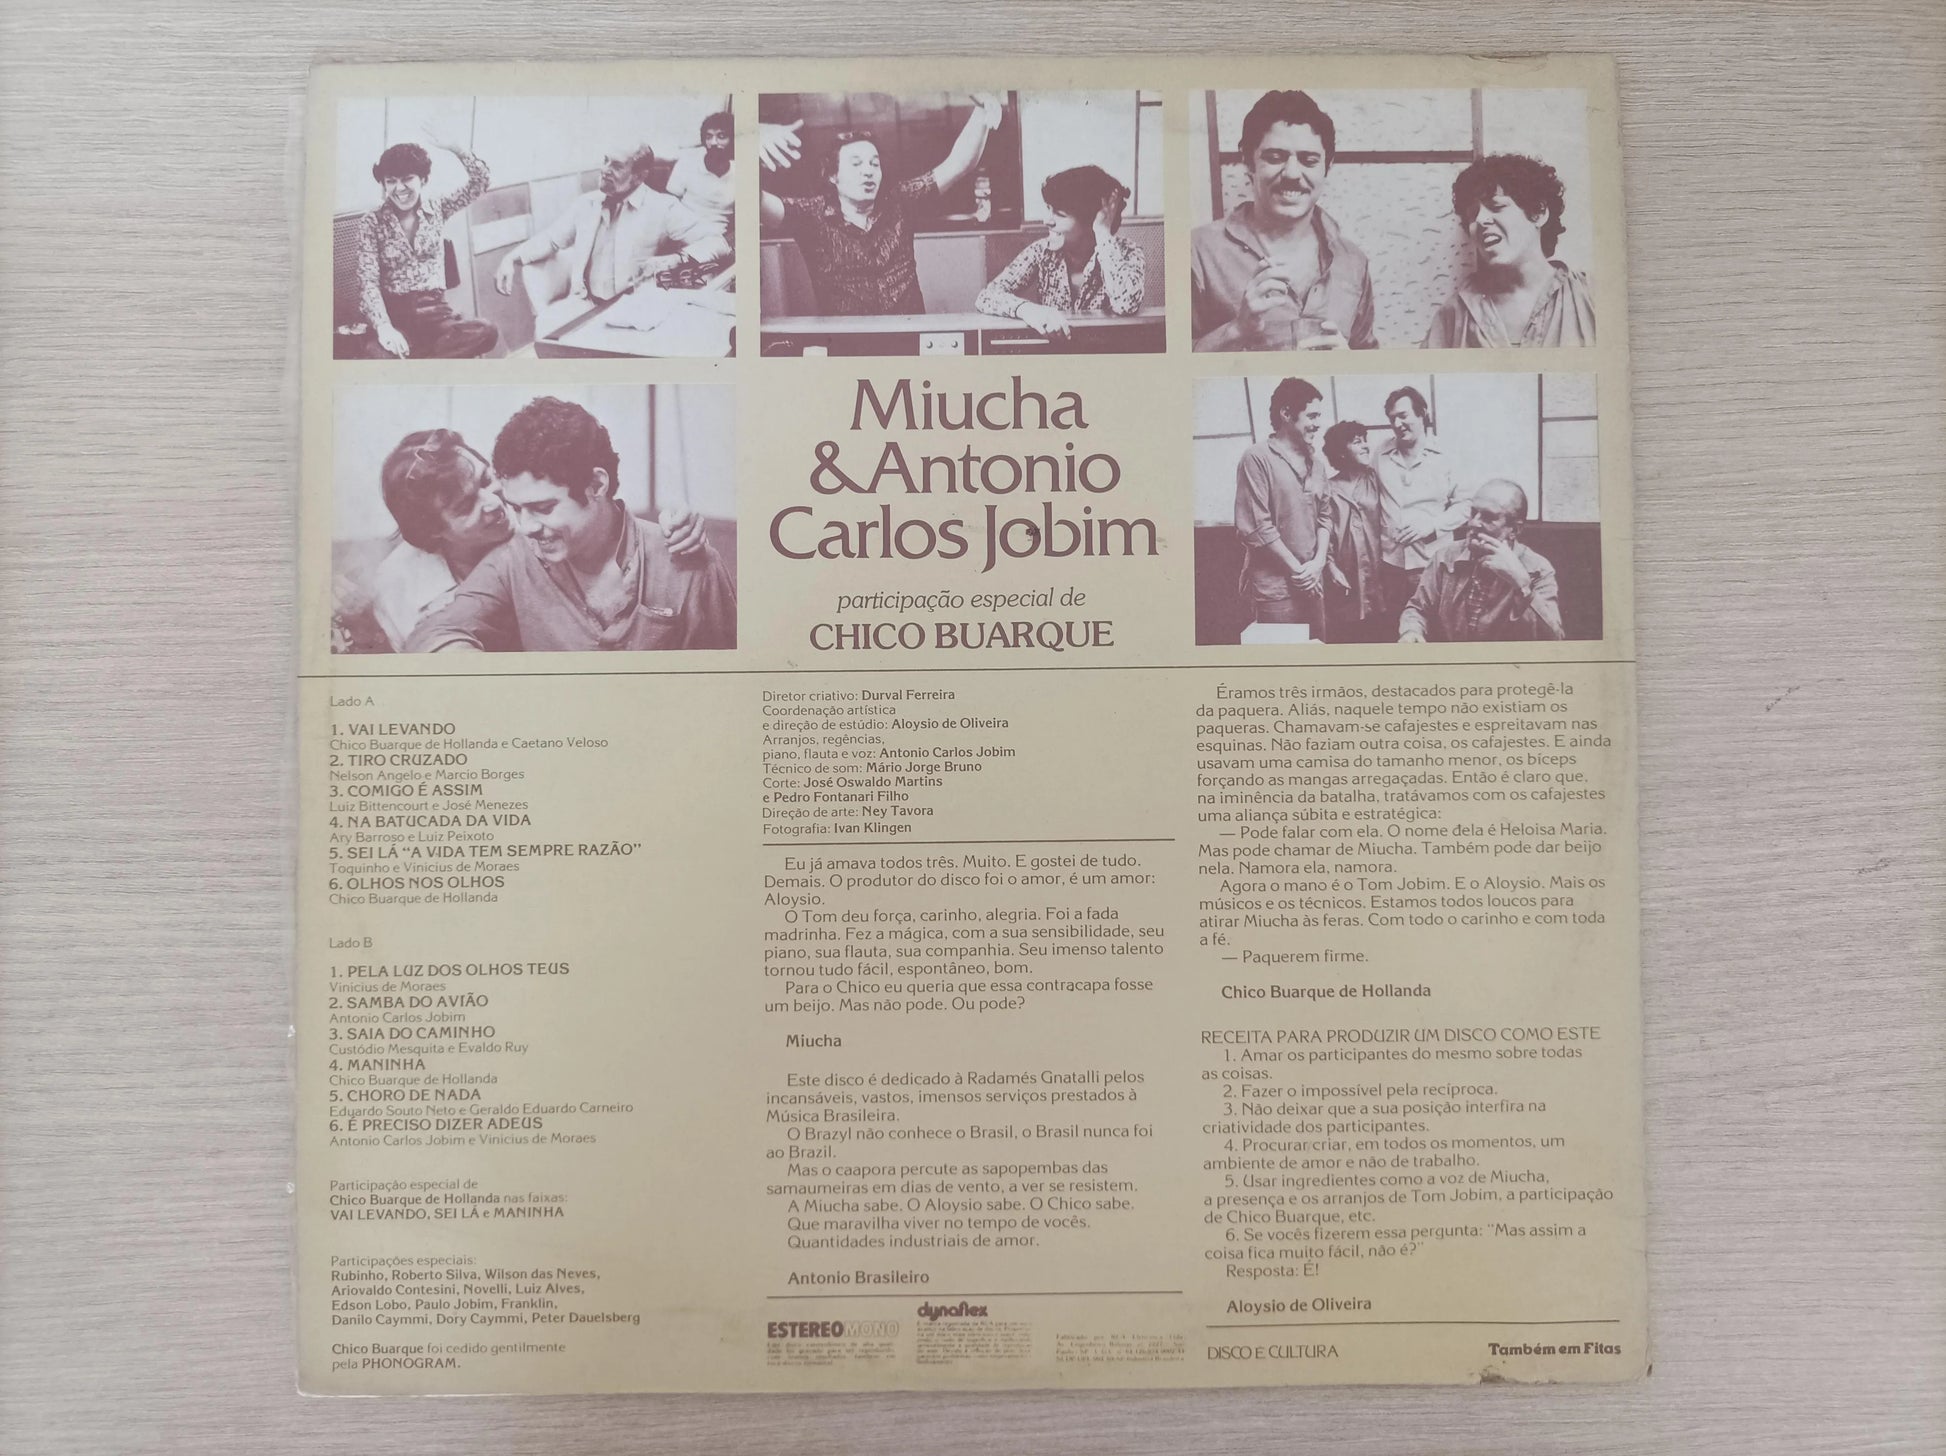 Miucha
& Antonio
Carlos Jobim
participação especial de
CHICO BUARQUE
Lado A
1. VAI LEVANDO
Chico Buarque de Hollanda e Caetano Veloso
2. TIRO CRUZADO
Nelson Angelo e Marcio Borges
3. COMIGO É ASSIM
Luiz Bittencourt e José Menezes
4. NA BATUCADA DA VIDA
Ary Barroso e Luiz Peixoto
5. SEI LÁ “A VIDA TEM SEMPRE RAZÃO”
Toquinho e Vinicius de Moraes
6. OLHOS NOS OLHOS
Chico Buarque de Hollanda
Lado B
1. PELA LUZ DOS OLHOS TEUS
Vinicius de Moraes
2. SAMBA DO AVIÃO
Antonio Carlos Jobim
3. SAIA DO CAMINHO
Custódio Mesquita e Evaldo Ruy
4. MANINHA
Chico Buarque de Hollanda
5. CHORO DE NADA
Eduardo Souto Neto e Geraldo Eduardo Carneiro
6. É PRECISO DIZER ADEUS
Antonio Carlos Jobim e Vinicius de Moraes
Participação especial de
Chico Buarque de Hollanda nas faixas:
VAI LEVANDO, SEI LÁ e MANINHA
Participações especiais:
Rubinho, Roberto Silva, Wilson das Neves,
Ariovaldo Contesini, Novelli, Luiz Alves,
Edson Lobo, Paulo Jobim, Franklin,
Danilo Caymmi, Dory Caymmi, Peter Dauelsberg
Chico Buarque foi cedido gentilmente
pela PHONOGRAM.
Diretor criativo: Durval Ferreira
Coordenação artística
e direção de estúdio: Aloysio de Oliveira
Arranjos, regências,
piano, flauta e voz: Antonio Carlos Jobim
Técnico de som: Mário Jorge Bruno
Corte: José Oswaldo Martins
e Pedro Fontanari Filho
Direção de arte: Ney Tavora
Fotografia: Ivan Klingen
Eu já amava todos três. Muito. E gostei de tudo.
Demais. O produtor do disco foi o amor, é um amor:
Aloysio.
O Tom deu força, carinho, alegria. Foi a fada
madrinha. Fez a mágica, com a sua sensibilidade, seu
piano, sua flauta, sua companhia. Seu imenso talento
tornou tudo fácil, espontâneo, bom.
Para o Chico eu queria que essa contracapa fosse
um beijo. Mas não pode. Ou pode?
Miucha
Este disco é dedicado à Radamés Gnatalli pelos
incansáveis, vastos, imensos serviços prestados à
Música Brasileira.
O Brazyl não conhece o Brasil, o Brasil nunca foi
ao Brazil.
Mas o caapora percute as sapopembas das
samaumeiras em dias de vento, a ver se resistem.
A Miucha sabe. O Aloysio sabe. O Chico sabe.
Que maravilha viver no tempo de vocês.
Quantidades industriais de amor.
Antonio Brasileiro
ESTEREO MONO
dynaflex
Éramos três irmãos, destacados para protegê-la
da paquera. Aliás, naquele tempo não existiam os
paqueras. Chamavam-se cafajestes e espreitavam nas
esquinas. Não faziam outra coisa, os cafajestes. E ainda
usavam uma camisa do tamanho menor, os bíceps
forçando as mangas arregaçadas. Então é claro que,
na iminência da batalha, tratávamos com os cafajestes
uma aliança súbita e estratégica:
— Pode falar com ela. O nome dela é Heloisa Maria.
Mas pode chamar de Miucha. Também pode dar beijo
nela. Namora ela, namora.
Agora o mano é o Tom Jobim. E o Aloysio. Mais os
músicos e os técnicos. Estamos todos loucos para
atirar Miucha às feras. Com todo o carinho e com toda
a fé.
— Paquerem firme.
Chico Buarque de Hollanda
RECEITA PARA PRODUZIR UM DISCO COMO ESTE
1. Amar os participantes do mesmo sobre todas
as coisas.
2. Fazer o impossível pela recíproca.
3. Não deixar que a sua posição interfira na
criatividade dos participantes.
4. Procurar criar, em todos os momentos, um
ambiente de amor e não de trabalho.
5. Usar ingredientes como a voz de Miucha,
a presença e os arranjos de Tom Jobim, a participação
de Chico Buarque, etc.
6. Se vocês fizerem essa pergunta: “Mas assim a
coisa fica muito fácil, não é?”
Resposta: É!
Aloysio de Oliveira
DISCO É CULTURA
Também em Fitas